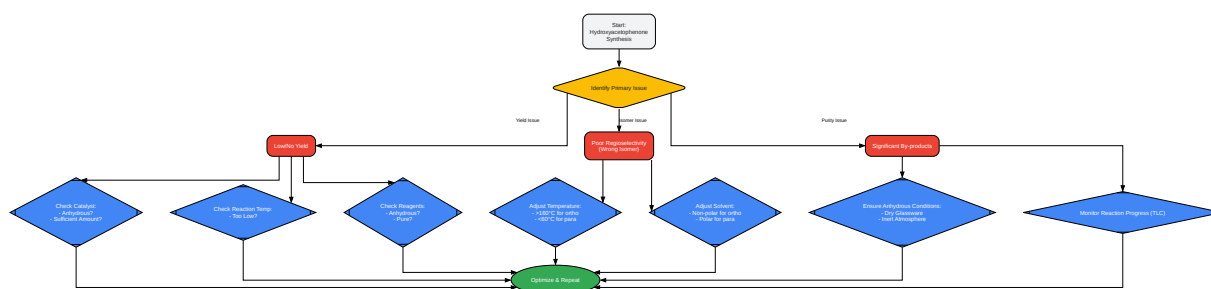 Start:
Hydroxyacetophenone
Synthesis
Identify Primary Issue
Yield Issue
Isomer Issue
Purity Issue
Low/No Yield
Poor Regioselectivity
(Wrong Isomer)
Significant By-products
Check Catalyst:
- Anhydrous?
- Sufficient Amount?
Check Reaction Temp:
- Too Low?
Check Reagents:
- Anhydrous?
- Pure?
Adjust Temperature:
- >160°C for ortho
- <60°C for para
Adjust Solvent:
- Non-polar for ortho
- Polar for para
Ensure Anhydrous Conditions:
- Dry Glassware
- Inert Atmosphere
Monitor Reaction Progress (TLC)
Optimize & Repeat